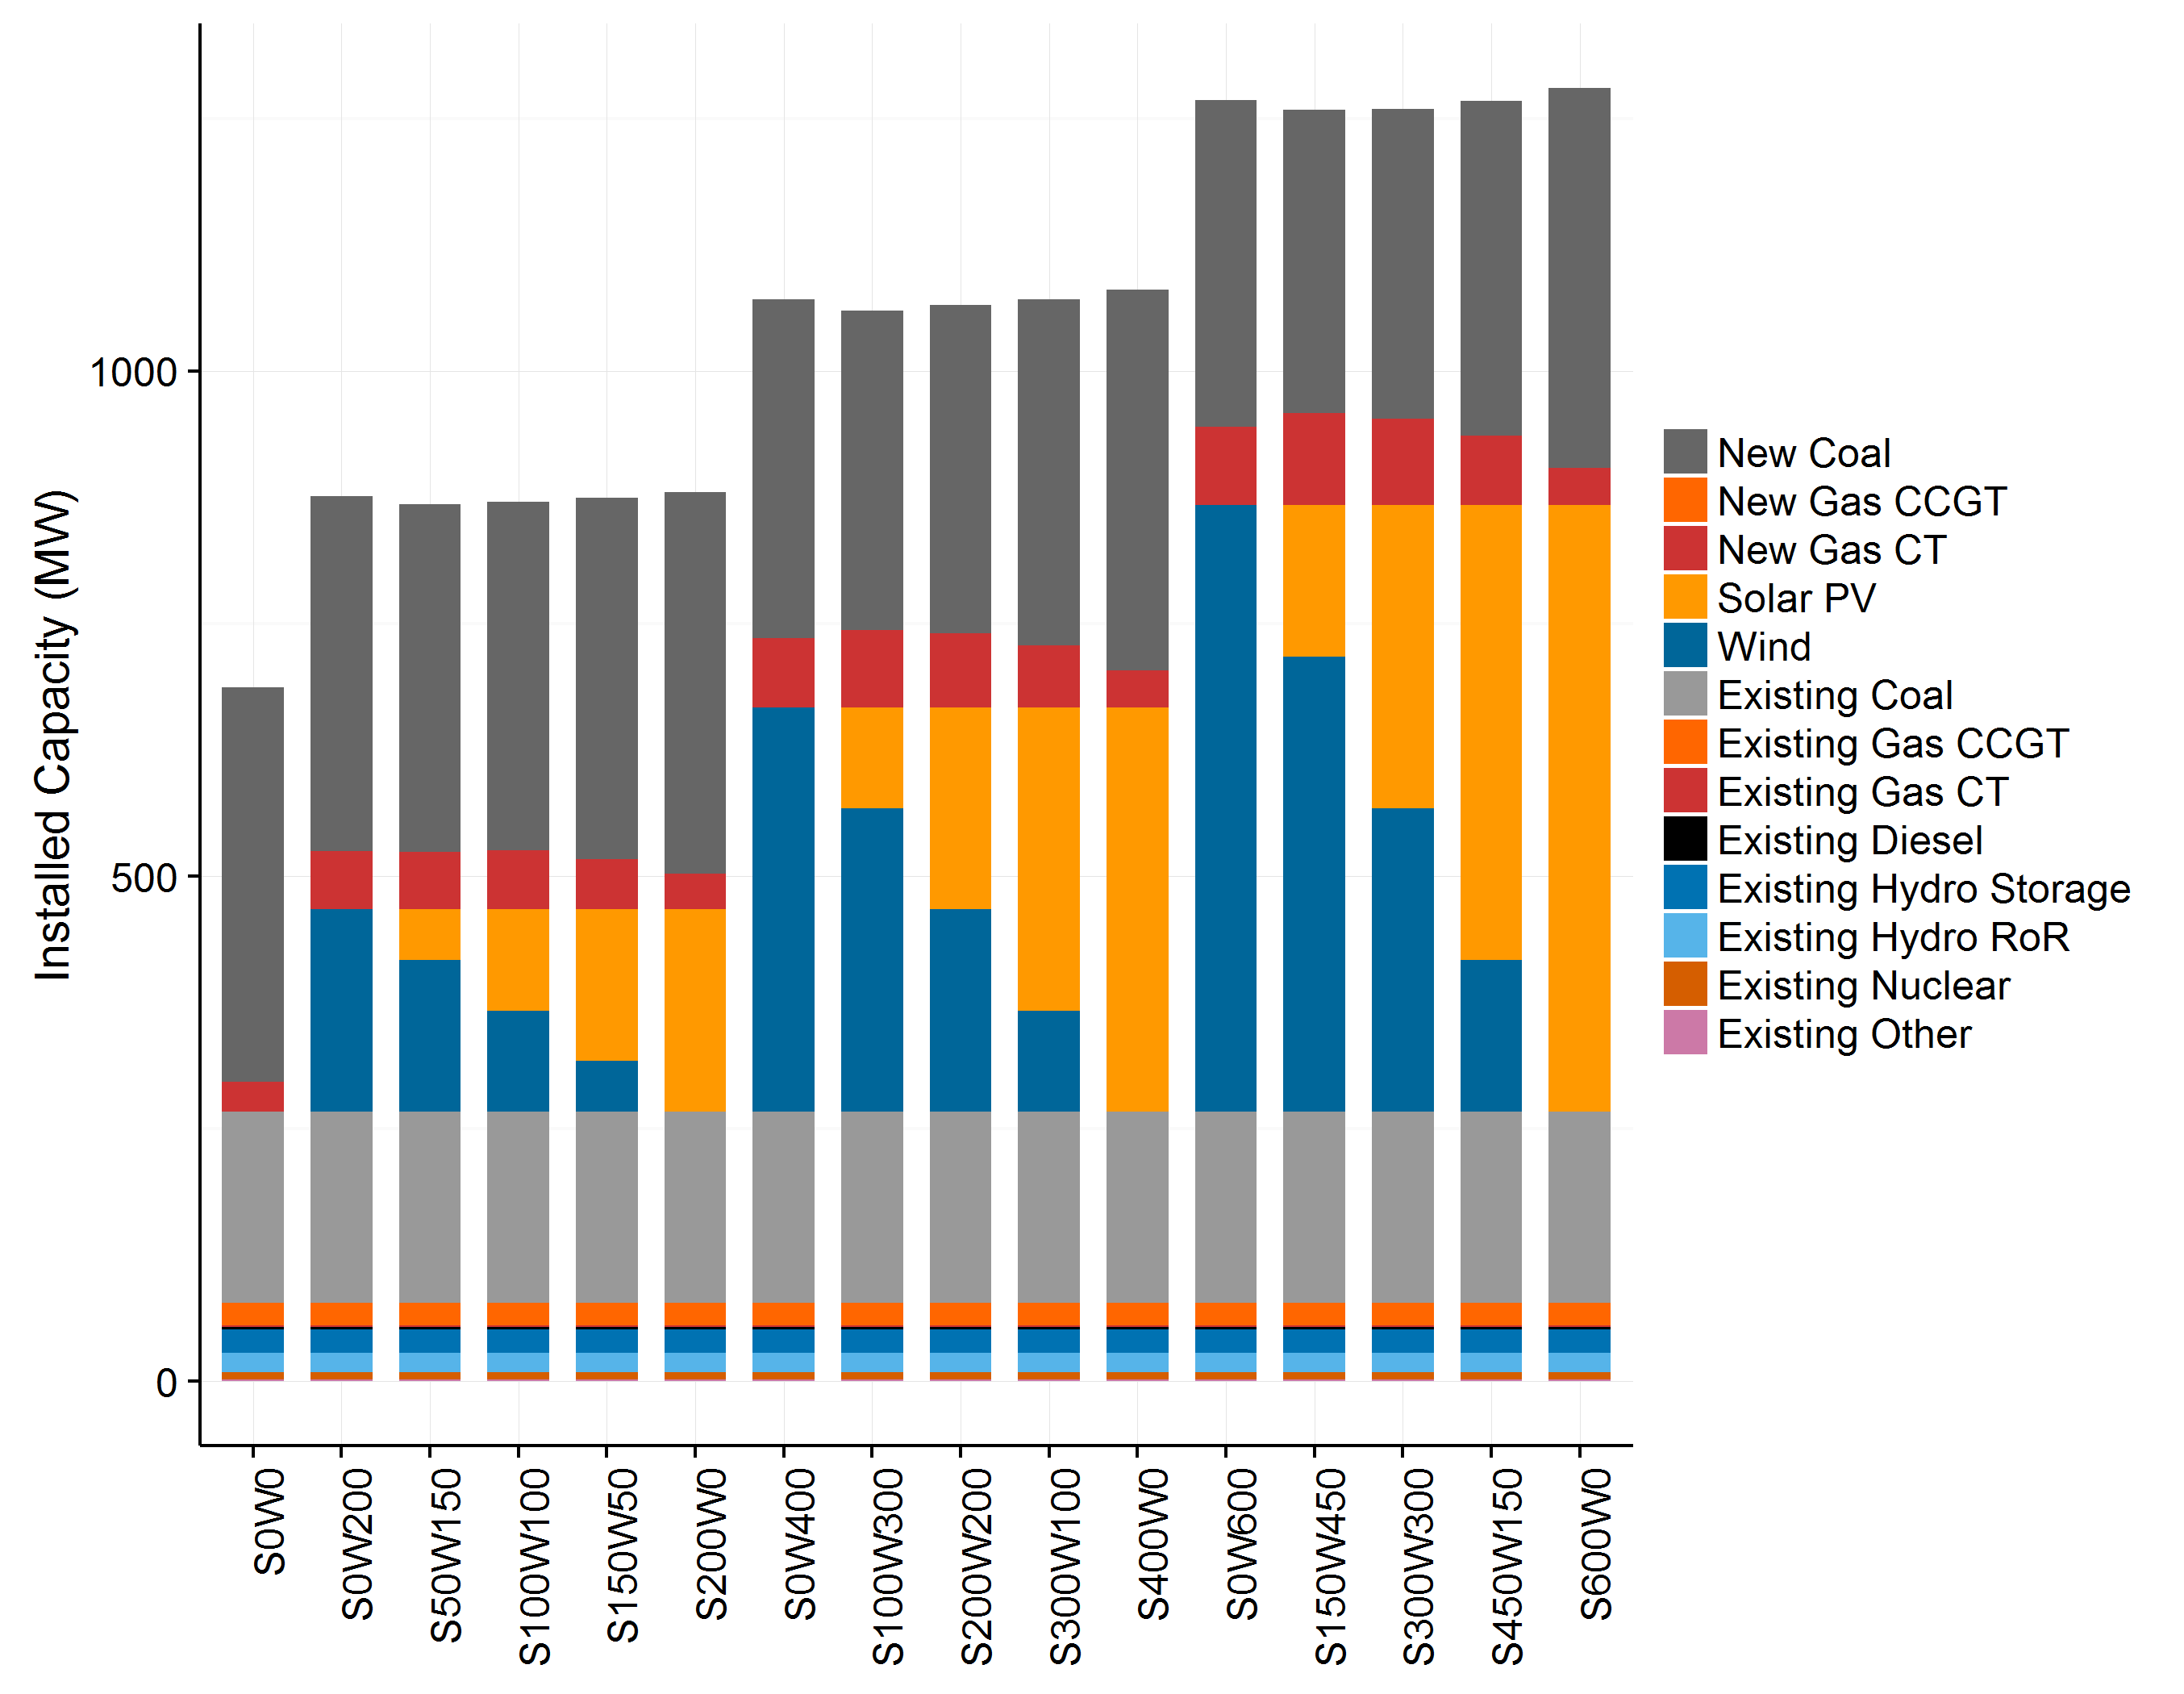 Installed Capacity (MW)
1000
500
0
S0W0
S0W200
S50W150
S100W100
S150W50
S200W0
S0W400
S100W300
S200W200
S300W100
S400W0
S0W600
S150W450
S300W300
S450W150
S600W0
New Coal
New Gas CCGT
New Gas CT
Solar PV
Wind
Existing Coal
Existing Gas CCGT
Existing Gas CT
Existing Diesel
Existing Hydro Storage
Existing Hydro RoR
Existing Nuclear
Existing Other